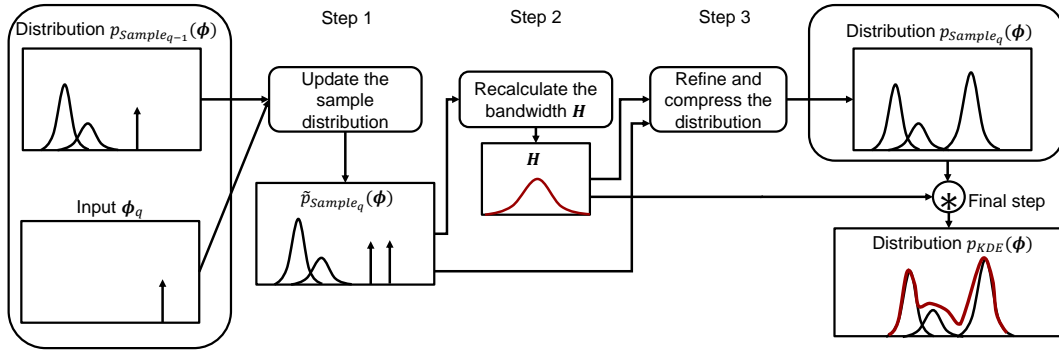 Step 1
Step 2
Step 3
Distribution p_{Sample_{q-1}}(ϕ)
Update the
sample
distribution
Recalculate the
bandwidth H
Refine and
compress the
distribution
Distribution p_{Sample_q}(ϕ)
H
p̃_{Sample_q}(ϕ)
Input ϕ_q
Final step
Distribution p_{KDE}(ϕ)